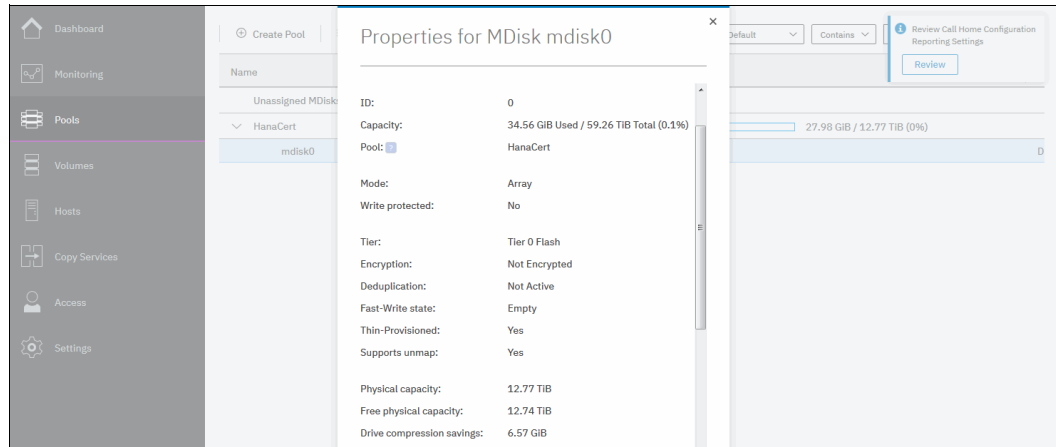 Dashboard
Monitoring
Pools
Volumes
Hosts
Copy Services
Access
Settings
Create Pool
Default
Contains
Name
Unassigned MDisks
HanaCert
27.98 GiB / 12.77 TiB (0%)
mdisk0
D
Review Call Home Configuration
Reporting Settings
Review
Properties for MDisk mdisk0
ID: 0
Capacity: 34.56 GiB Used / 59.26 TiB Total (0.1%)
Pool: ? HanaCert
Mode: Array
Write protected: No
Tier: Tier 0 Flash
Encryption: Not Encrypted
Deduplication: Not Active
Fast-Write state: Empty
Thin-Provisioned: Yes
Supports unmap: Yes
Physical capacity: 12.77 TiB
Free physical capacity: 12.74 TiB
Drive compression savings: 6.57 GiB